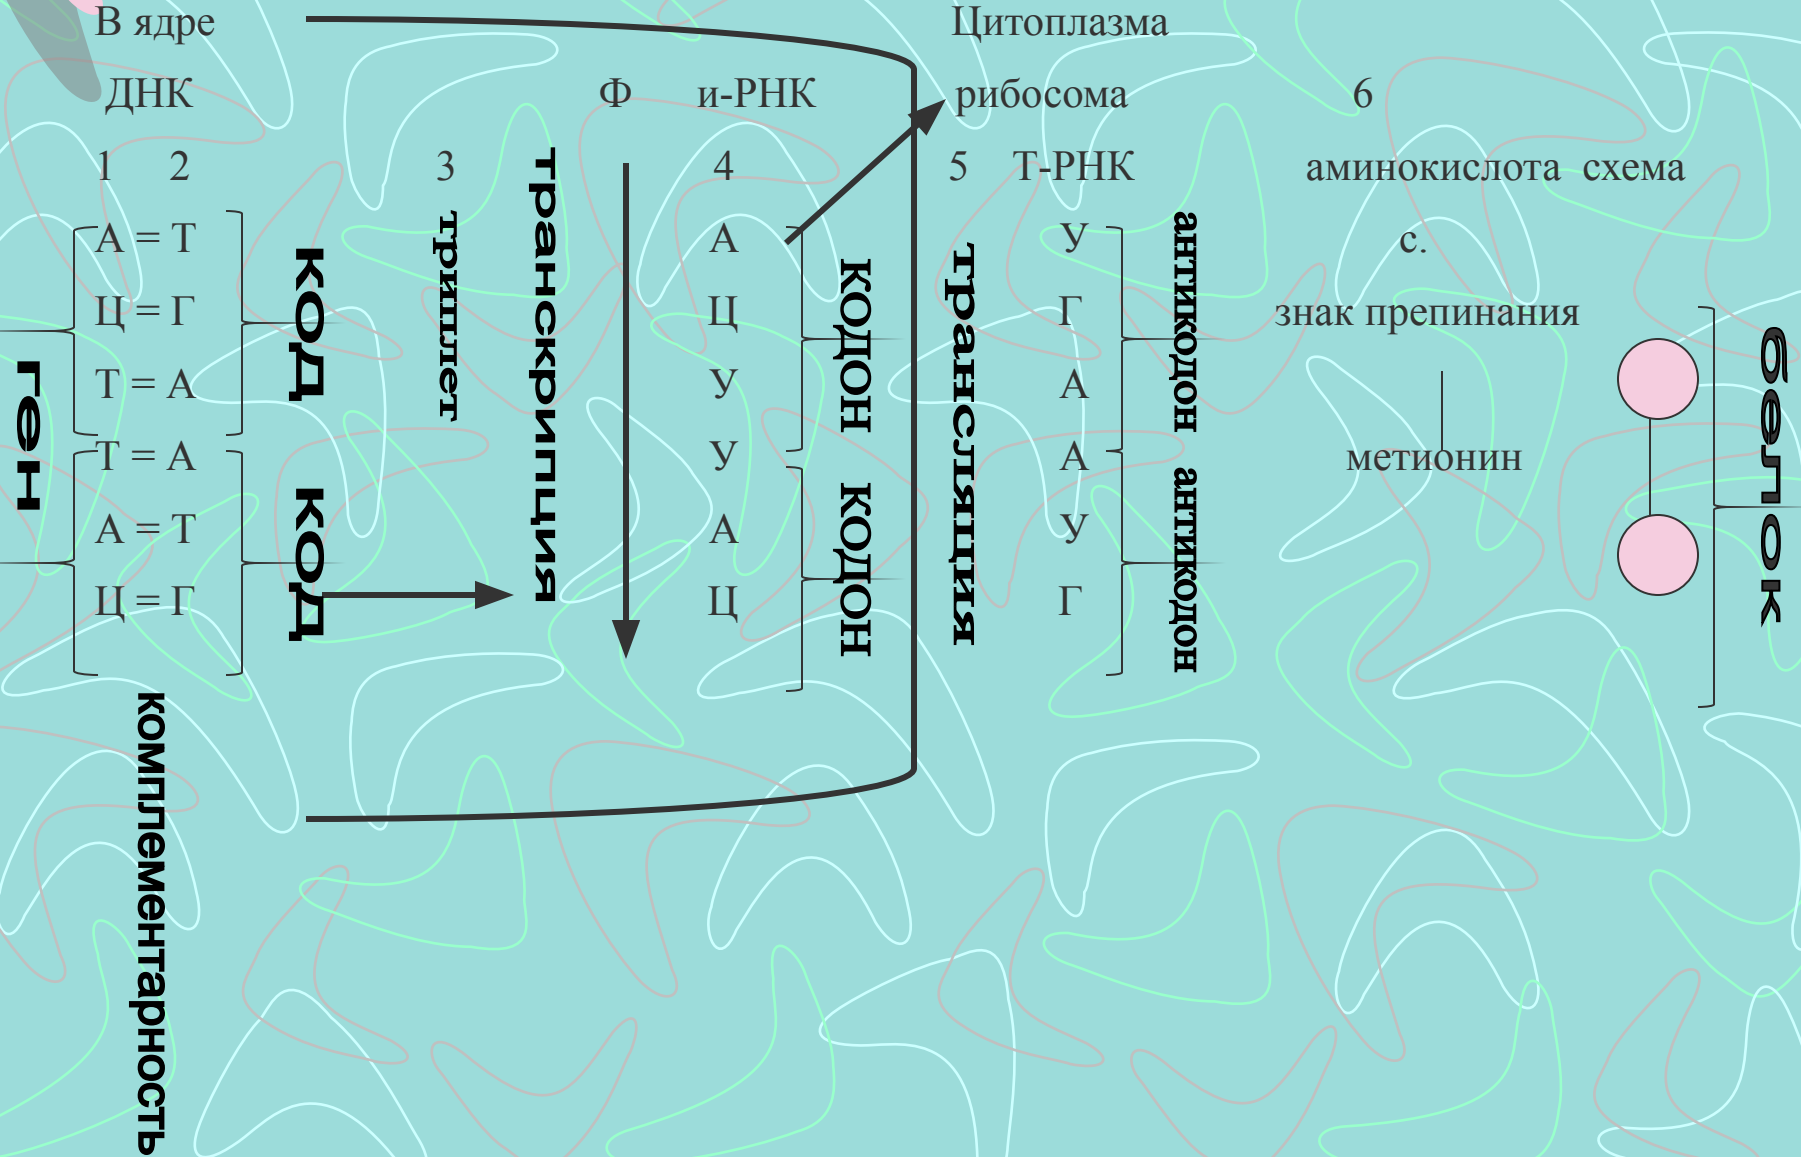 В ядре Цитоплазма
ДНК Ф и-РНК рибосома 6
1 2 3 4 5 Т-РНК аминокислота схема
А = Т А У с.
Ц = Г Ц Г знак препинания
Т = А У А
Т = А У А метионин
А = Т А У
Ц = Г Ц Г
ген
код
код
триплет
транскрипция
кодон
кодон
трансляция
антикодон
антикодон
белок
комплементарность